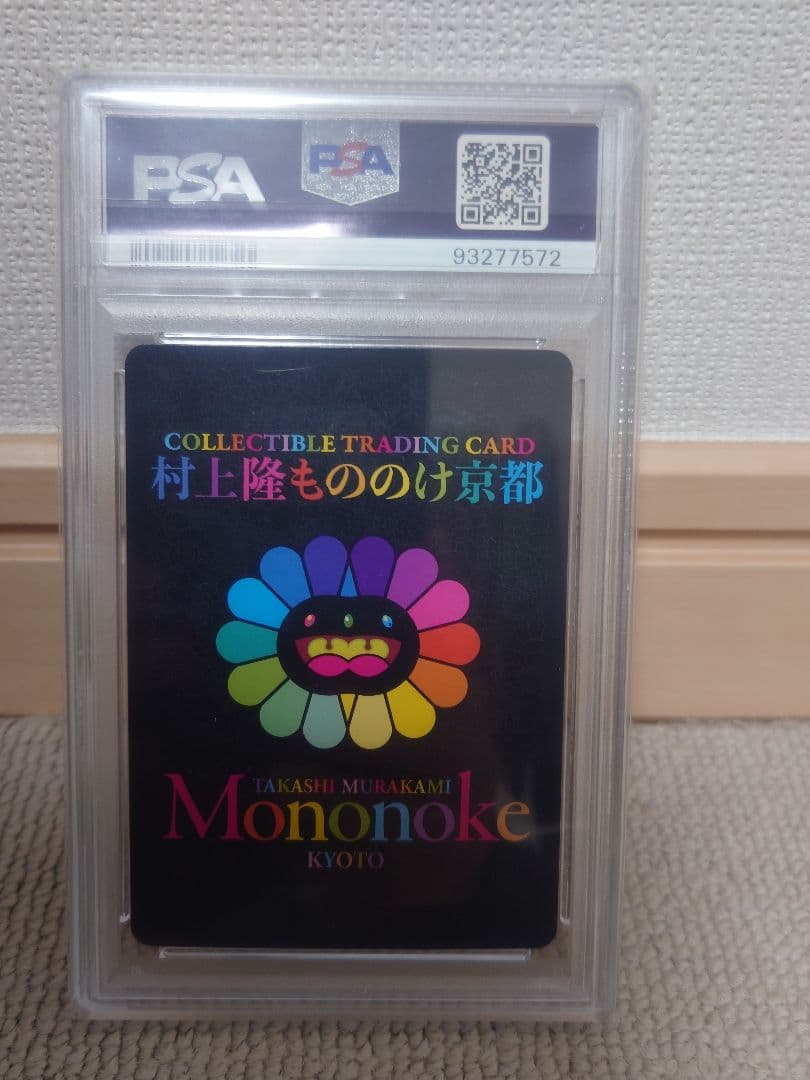 PSA
PSA
93277572
COLLECTIBLE TRADING CARD
村上隆もののけ京都
TAKASHI MURAKAMI
Mononoke
KYOTO